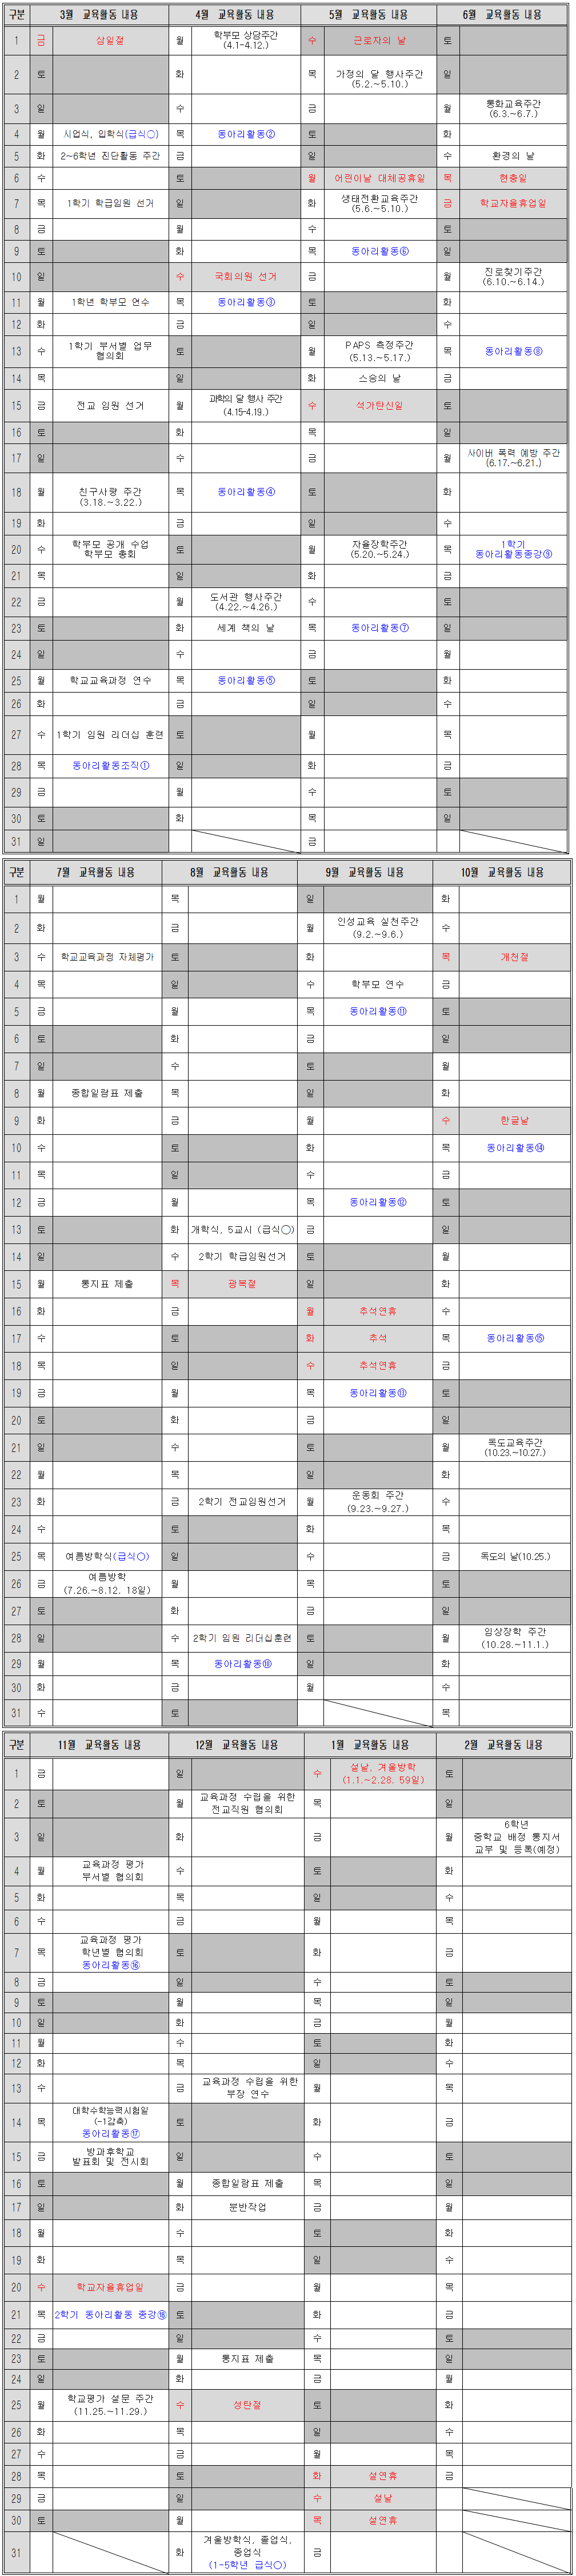 구분 3월 교육활동 내용 4월 교육활동 내용 5월 교육활동 내용 6월 교육활동 내용
1 금 삼일절 월 학부모 상담주간 수 근로자의 날 토
(4.1-4.12.)
2 토 화 목 가정의 달 행사주간 일
(5.2.~5.10.)
3 일 수 금 월 통화교육주간
(6.3.~6.7.)
4 월 시업식, 입학식(급식○) 목 동아리활동② 토 화
5 화 2~6학년 진단활동 주간 금 일 수 환경의 날
6 수 토 월 어린이날 대체공휴일 목 현충일
7 목 1학기 학급임원 선거 일 화 생태전환교육주간 금 학교자율휴업일
(5.6.~5.10.)
8 금 월 수 토
9 토 화 목 동아리활동⑥ 일
10 일 수 국회의원 선거 금 월 진로찾기주간
(6.10.~6.14.)
11 월 1학년 학부모 연수 목 동아리활동③ 토 화
12 화 금 일 수
13 수 1학기 부서별 업무 토 월 PAPS 측정주간 목 동아리활동⑧
협의회 (5.13.~5.17.)
14 목 일 화 스승의 날 금
15 금 전교 임원 선거 월 과학의 달 행사 주간 수 석가탄신일 토
(4.15-4.19.)
16 토 화 목 일
17 일 수 금 월 사이버 폭력 예방 주간
(6.17.~6.21.)
18 월 친구사랑 주간 목 동아리활동④ 토 화
(3.18.~3.22.)
19 화 금 일 수
20 수 학부모 공개 수업 토 월 자율장학주간 목 1학기
학부모 총회 (5.20.~5.24.) 동아리활동종강⑨
21 목 일 화 금
22 금 월 도서관 행사주간 수 토
(4.22.~4.26.)
23 토 화 세계 책의 날 목 동아리활동⑦ 일
24 일 수 금 월
25 월 학교교육과정 연수 목 동아리활동⑤ 토 화
26 화 금 일 수
27 수 1학기 임원 리더십 훈련 토 월 목
28 목 동아리활동조직① 일 화 금
29 금 월 수 토
30 토 화 목 일
31 일 금
구분 7월 교육활동 내용 8월 교육활동 내용 9월 교육활동 내용 10월 교육활동 내용
1 월 목 일 화
2 화 금 월 인성교육 실천주간 수
(9.2.~9.6.)
3 수 학교교육과정 자체평가 토 화 목 개천절
4 목 일 수 학부모 연수 금
5 금 월 목 동아리활동⑪ 토
6 토 화 금 일
7 일 수 토 월
8 월 종합일람표 제출 목 일 화
9 화 금 월 수 한글날
10 수 토 화 목 동아리활동⑭
11 목 일 수 금
12 금 월 목 동아리활동⑫ 토
13 토 화 개학식, 5교시 (급식○) 금 일
14 일 수 2학기 학급임원선거 토 월
15 월 통지표 제출 목 광복절 일 화
16 화 금 월 추석연휴 수
17 수 토 화 추석 목 동아리활동⑮
18 목 일 수 추석연휴 금
19 금 월 목 동아리활동⑬ 토
20 토 화 금 일
21 일 수 토 월 독도교육주간
(10.23.~10.27.)
22 월 목 일 화
23 화 금 2학기 전교임원선거 월 운동회 주간 수
(9.23.~9.27.)
24 수 토 화 목
25 목 여름방학식(급식○) 일 수 금 독도의 날(10.25.)
26 금 여름방학 월 목 토
(7.26.~8.12. 18일)
27 토 화 금 일
28 일 수 2학기 임원 리더십훈련 토 월 임상장학 주간
(10.28.~11.1.)
29 월 목 동아리활동⑩ 일 화
30 화 금 월 수
31 수 토 목
구분 11월 교육활동 내용 12월 교육활동 내용 1월 교육활동 내용 2월 교육활동 내용
1 금 일 수 설날, 겨울방학 토
(1.1.~2.28. 59일)
2 토 월 교육과정 수립을 위한 목 일
전교직원 협의회
3 일 화 금 월 6학년
중학교 배정 통지서
교부 및 등록(예정)
4 월 교육과정 평가 수 토 화
부서별 협의회
5 화 목 일 수
6 수 금 월 목
7 목 교육과정 평가 토 화 금
학년별 협의회
동아리활동⑯
8 금 일 수 토
9 토 월 목 일
10 일 화 금 월
11 월 수 토 화
12 화 목 일 수
13 수 금 교육과정 수립을 위한 월 목
부장 연수
14 목 대학수학능력시험일 토 화 금
(-1감축)
동아리활동⑰
15 금 방과후학교 일 수 토
발표회 및 전시회
16 토 월 종합일람표 제출 목 일
17 일 화 분반작업 금 월
18 월 수 토 화
19 화 목 일 수
20 수 학교자율휴업일 금 월 목
21 목 2학기 동아리활동 종강⑱ 토 화 금
22 금 일 수 토
23 토 월 통지표 제출 목 일
24 일 화 금 월
25 월 학교평가 설문 주간 수 성탄절 토 화
(11.25.~11.29.)
26 화 목 일 수
27 수 금 월 목
28 목 토 화 설연휴 금
29 금 일 수 설날
30 토 월 목 설연휴
31 화 겨울방학식, 졸업식, 금
종업식
(1-5학년 급식○)